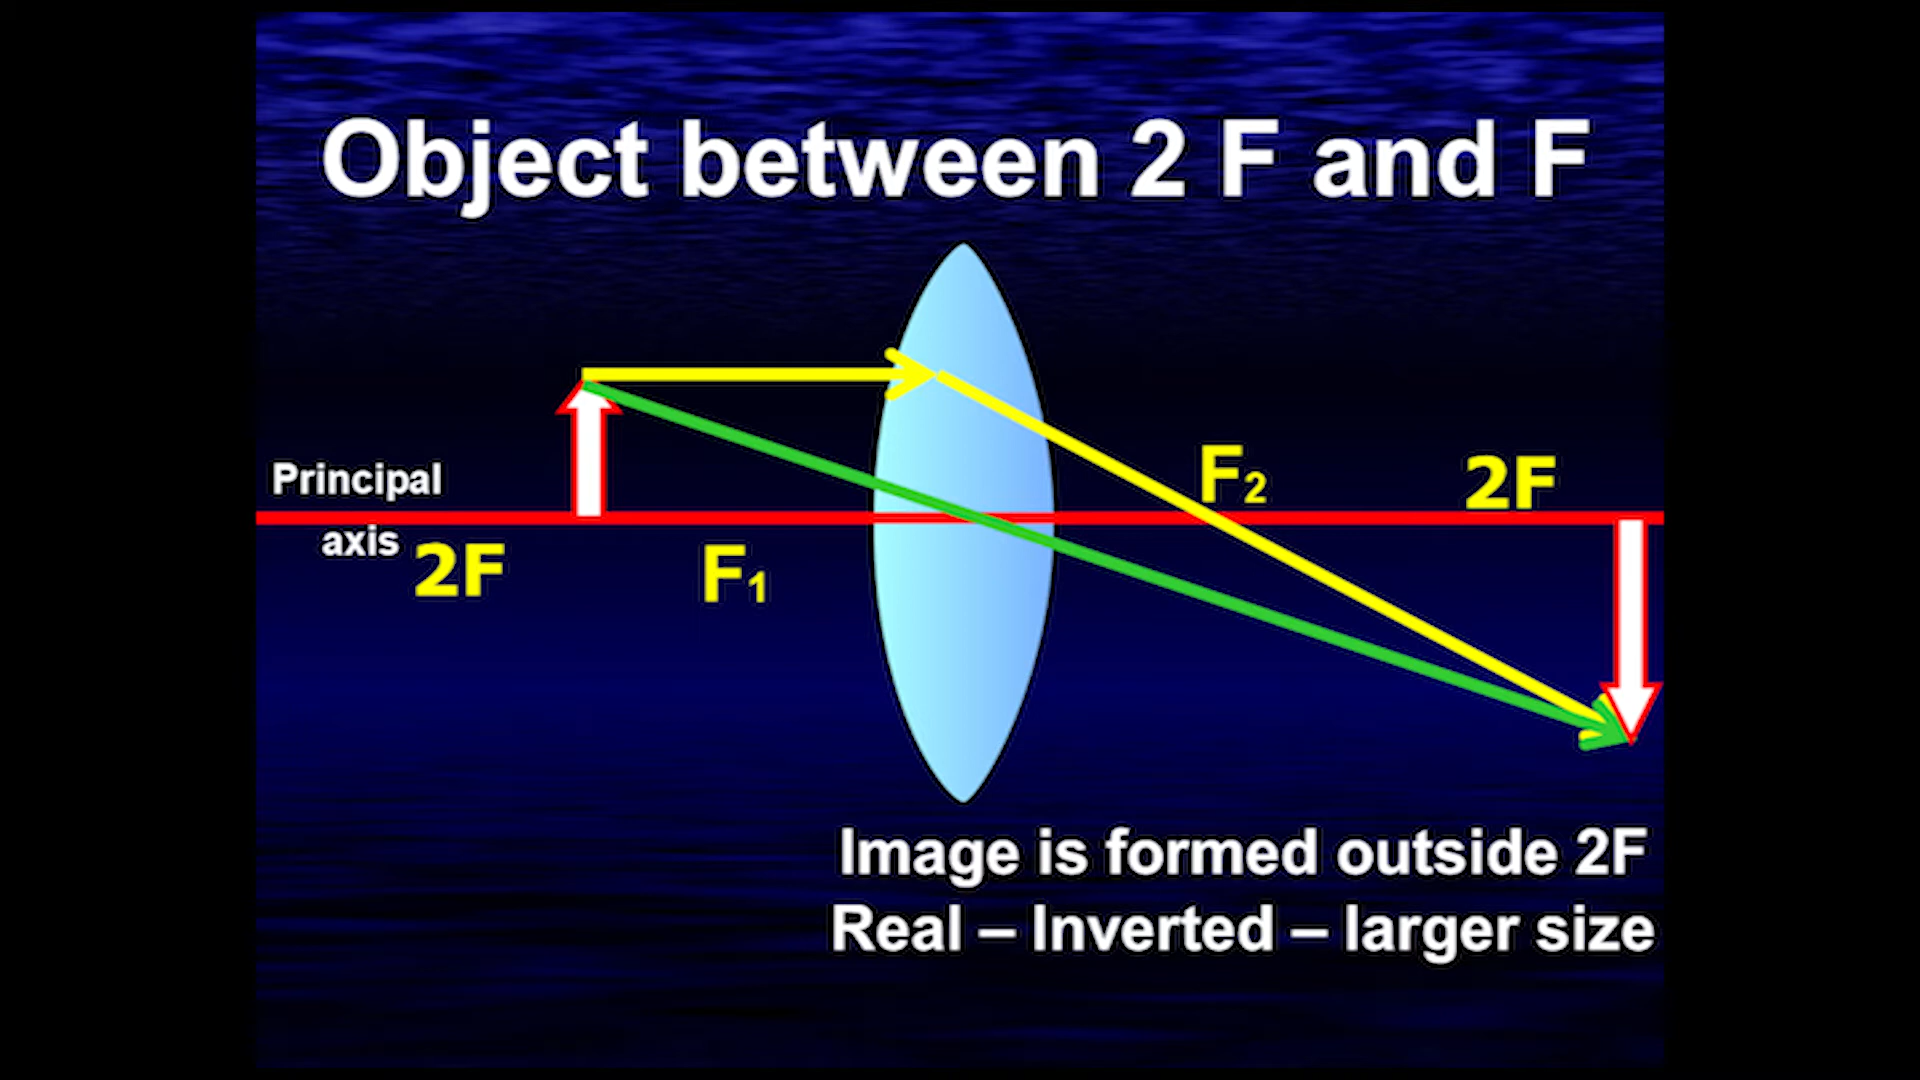 Object between 2 F and F
Principal
axis
2F
F₁
F₂
2F
Image is formed outside 2F
Real – Inverted – larger size